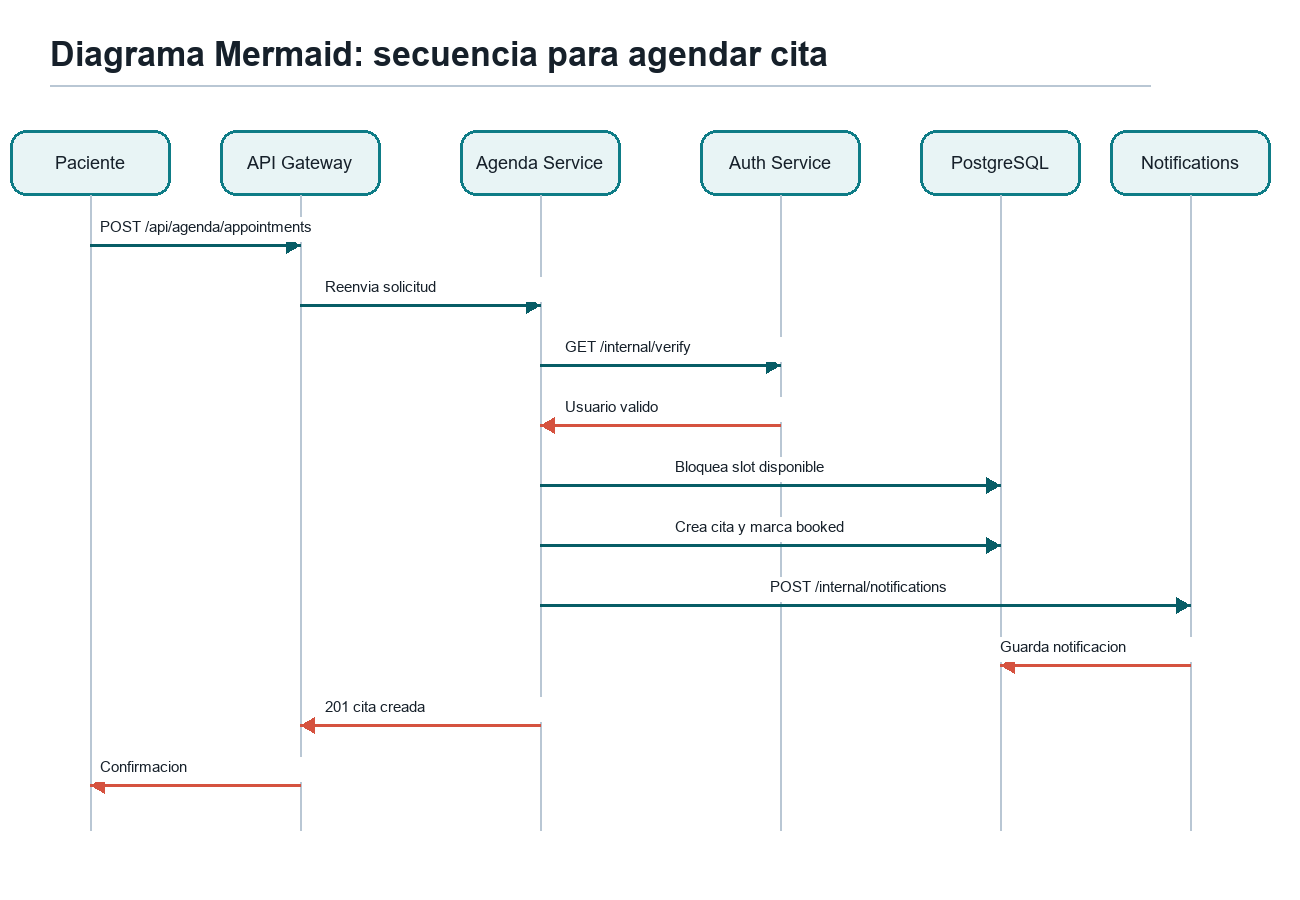 Diagrama Mermaid: secuencia para agendar cita
Paciente
API Gateway
Agenda Service
Auth Service
PostgreSQL
Notifications
POST /api/agenda/appointments
Reenvia solicitud
GET /internal/verify
Usuario valido
Bloquea slot disponible
Crea cita y marca booked
POST /internal/notifications
Guarda notificacion
201 cita creada
Confirmacion